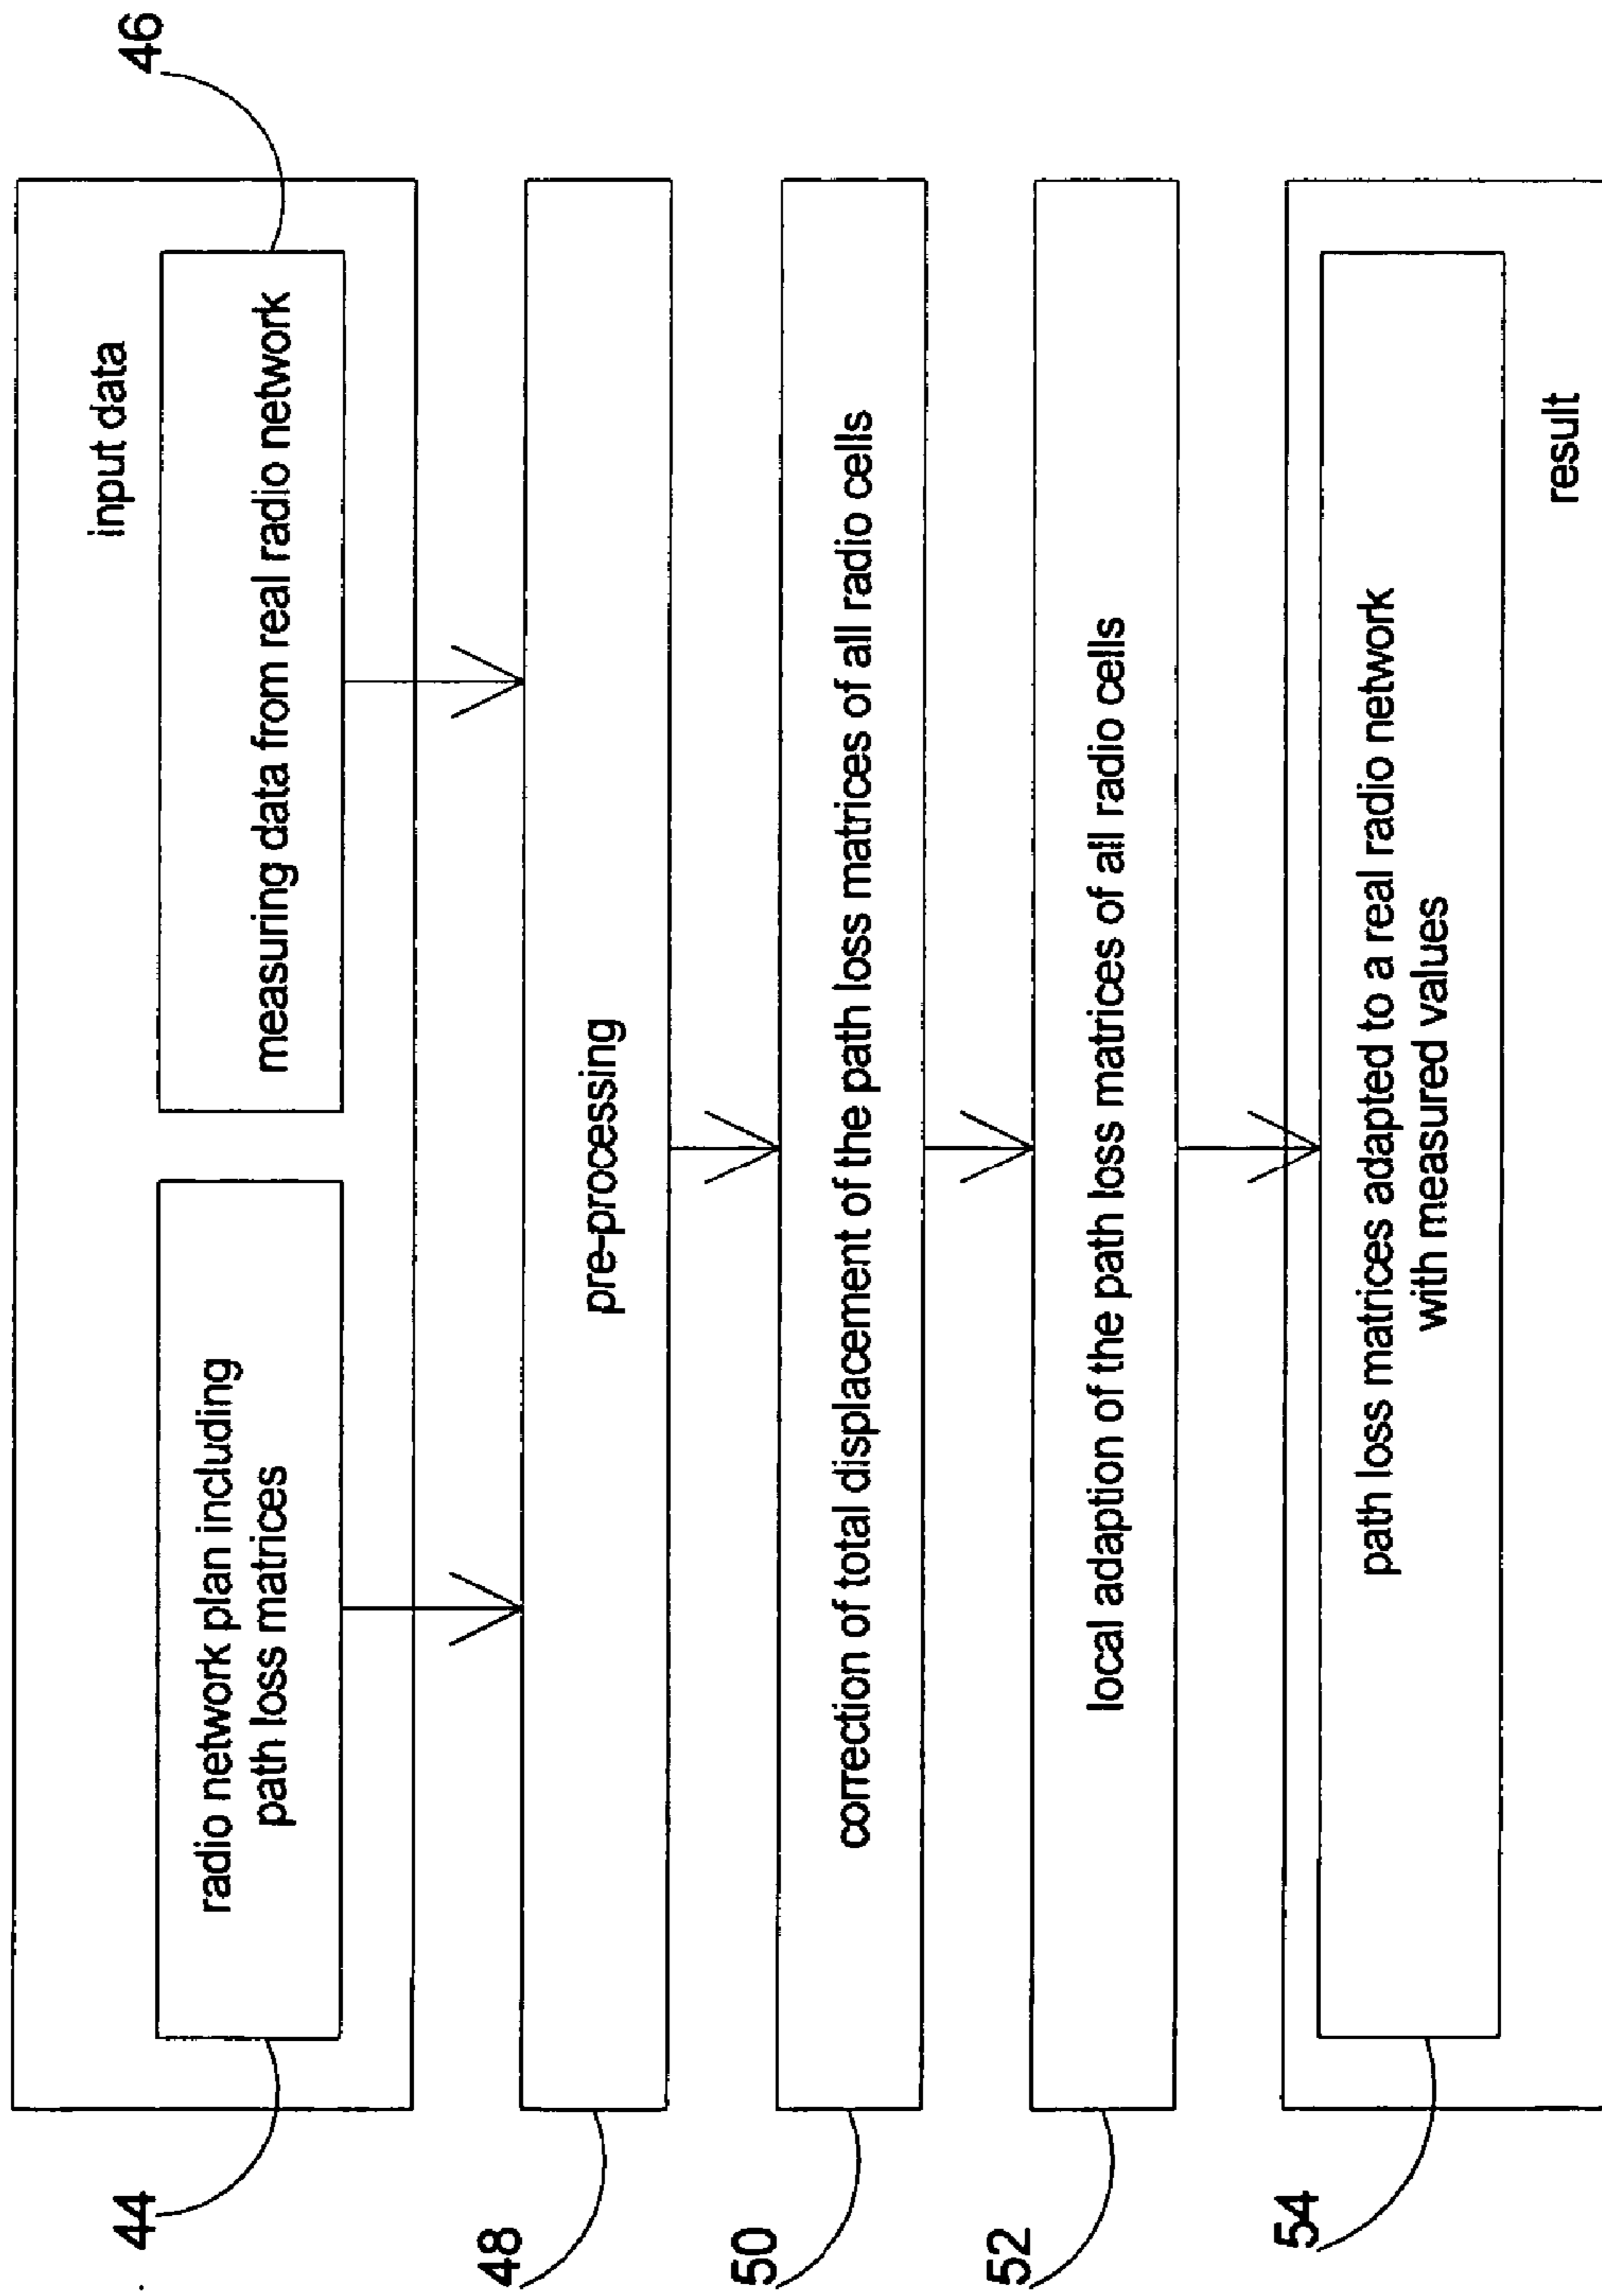 input data
46
44
radio network plan including
path loss matrices
measuring data from real radio network
48
pre-processing
50
correction of total displacement of the path loss matrices of all radio cells
52
local adaption of the path loss matrices of all radio cells
54
path loss matrices adapted to a real radio network
with measured values
result